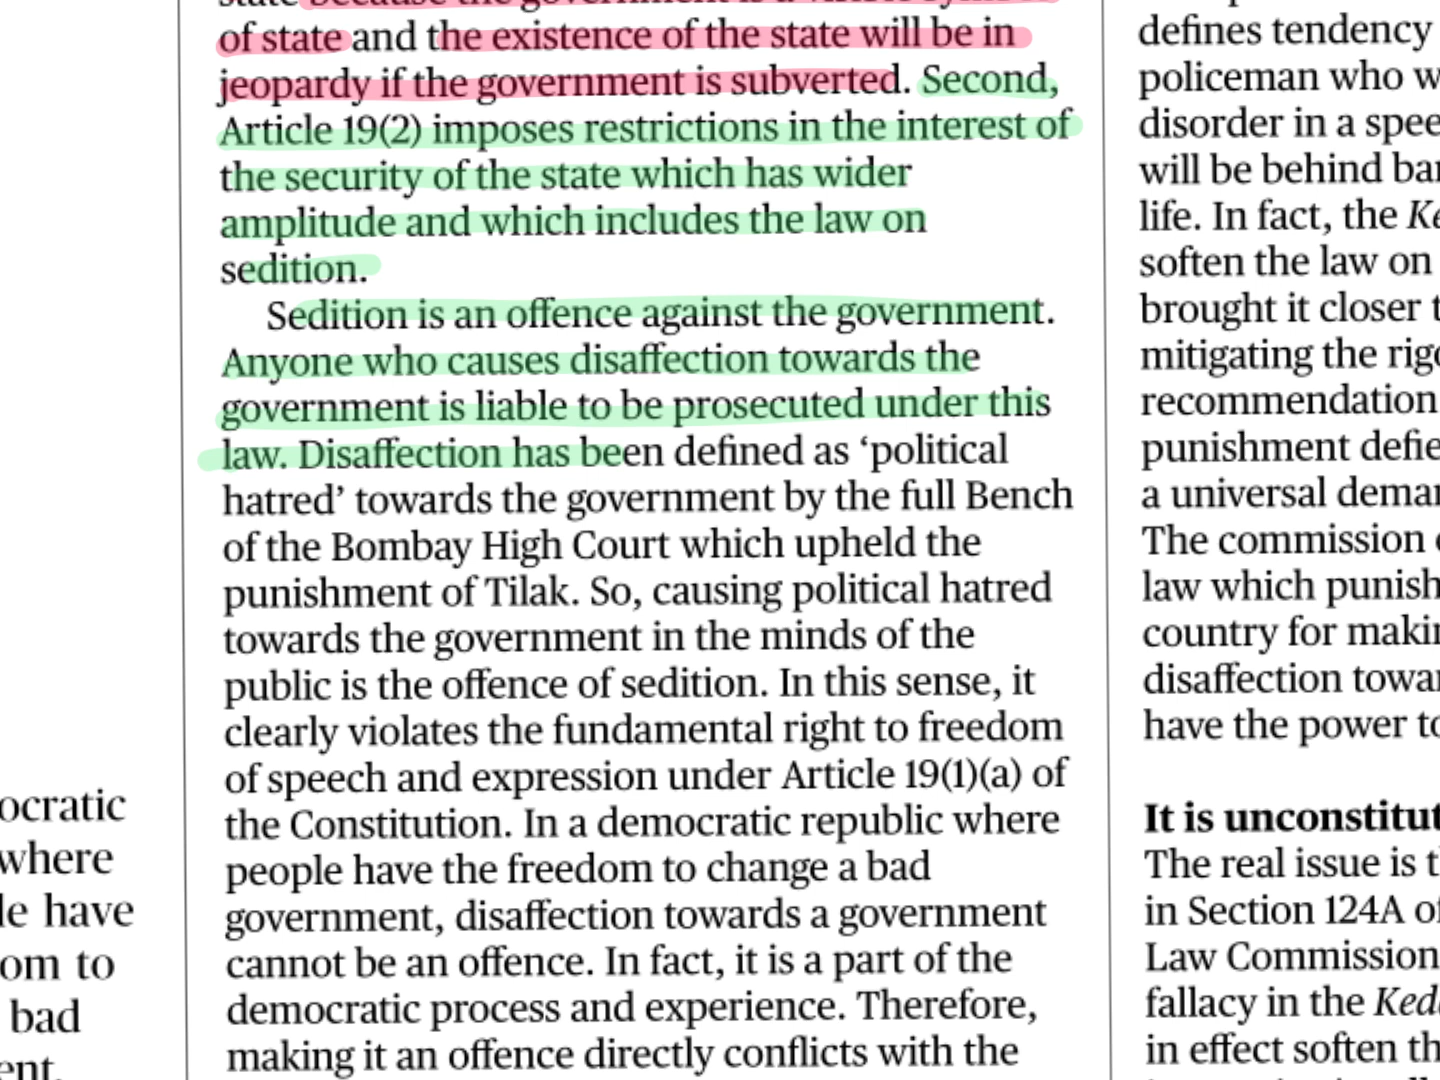 of state and the existence of the state will be in
jeopardy if the government is subverted. Second,
Article 19(2) imposes restrictions in the interest of
the security of the state which has wider
amplitude and which includes the law on
sedition.
Sedition is an offence against the government.
Anyone who causes disaffection towards the
government is liable to be prosecuted under this
law. Disaffection has been defined as ‘political
hatred’ towards the government by the full Bench
of the Bombay High Court which upheld the
punishment of Tilak. So, causing political hatred
towards the government in the minds of the
public is the offence of sedition. In this sense, it
clearly violates the fundamental right to freedom
of speech and expression under Article 19(1)(a) of
the Constitution. In a democratic republic where
people have the freedom to change a bad
government, disaffection towards a government
cannot be an offence. In fact, it is a part of the
democratic process and experience. Therefore,
making it an offence directly conflicts with the
ocratic
where
le have
om to
bad
ent.
defines tendency
policeman who w
disorder in a spee
will be behind bar
life. In fact, the Ke
soften the law on
brought it closer t
mitigating the rigo
recommendation
punishment defie
a universal deman
The commission
law which punish
country for makin
disaffection towar
have the power to
It is unconstitut
The real issue is t
in Section 124A of
Law Commission
fallacy in the Keda
in effect soften th